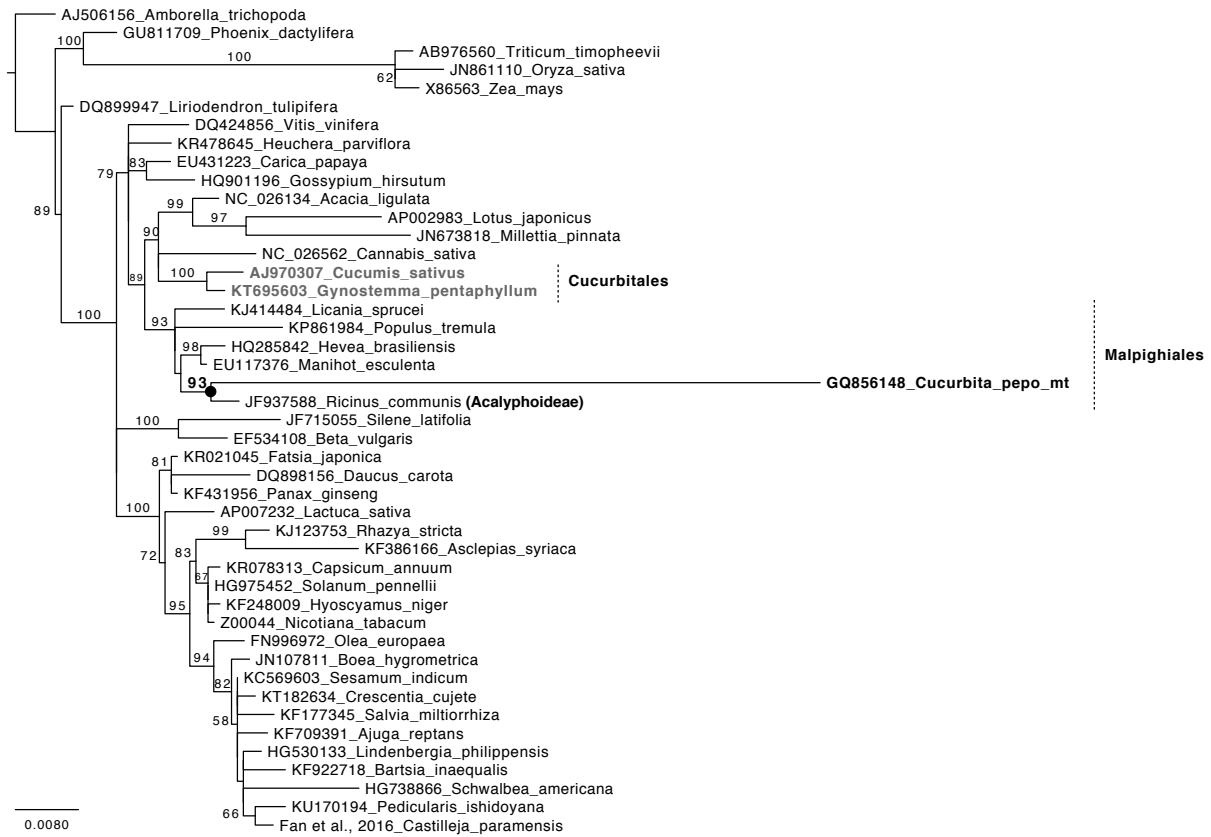 AJ506156_Amborella_trichopoda
GU811709_Phoenix_dactylifera
100
100
AB976560_Triticum_timopheevii
JN861110_Oryza_sativa
62
X86563_Zea_mays
DQ899947_Liriodendron_tulipifera
DQ424856_Vitis_vinifera
KR478645_Heuchera_parviflora
83
EU431223_Carica_papaya
79
HQ901196_Gossypium_hirsutum
NC_026134_Acacia_ligulata
99
89
97
AP002983_Lotus_japonicus
90
JN673818_Millettia_pinnata
NC_026562_Cannabis_sativa
100
AJ970307_Cucumis_sativus
89
Cucurbitales
KT695603_Gynostemma_pentaphyllum
KJ414484_Licania_sprucei
100
93
KP861984_Populus_tremula
98
HQ285842_Hevea_brasiliensis
Malpighiales
EU117376_Manihot_esculenta
93
GQ856148_Cucurbita_pepo_mt
JF937588_Ricinus_communis (Acalyphoideae)
100
JF715055_Silene_latifolia
EF534108_Beta_vulgaris
81
KR021045_Fatsia_japonica
DQ898156_Daucus_carota
KF431956_Panax_ginseng
100
AP007232_Lactuca_sativa
99
KJ123753_Rhazya_stricta
72
83
KF386166_Asclepias_syriaca
67
KR078313_Capsicum_annuum
HG975452_Solanum_pennellii
95
KF248009_Hyoscyamus_niger
Z00044_Nicotiana_tabacum
FN996972_Olea_europaea
94
JN107811_Boea_hygrometrica
82
KC569603_Sesamum_indicum
KT182634_Crescentia_cujete
58
KF177345_Salvia_miltiorrhiza
KF709391_Ajuga_reptans
HG530133_Lindenbergia_philippensis
KF922718_Bartsia_inaequalis
HG738866_Schwalbea_americana
66
KU170194_Pedicularis_ishidoyana
Fan et al., 2016_Castilleja_paramensis
0.0080